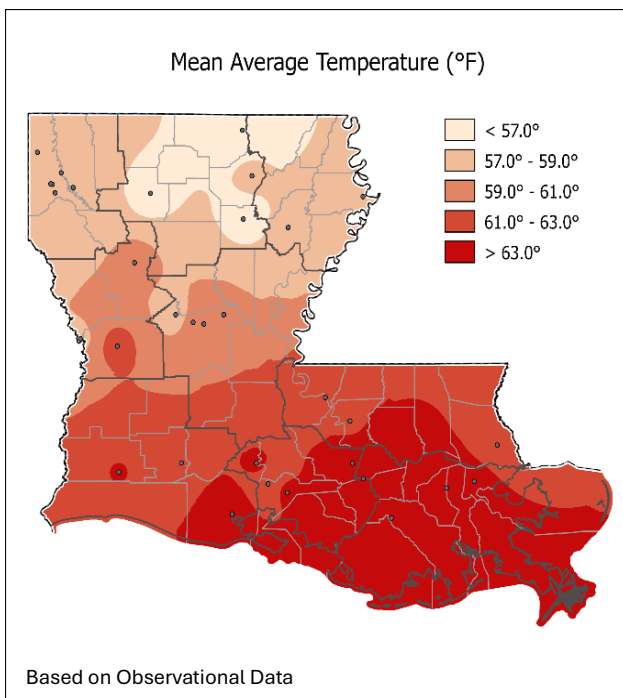 Mean Average Temperature (°F)
< 57.0°
57.0° - 59.0°
59.0° - 61.0°
61.0° - 63.0°
> 63.0°
Based on Observational Data